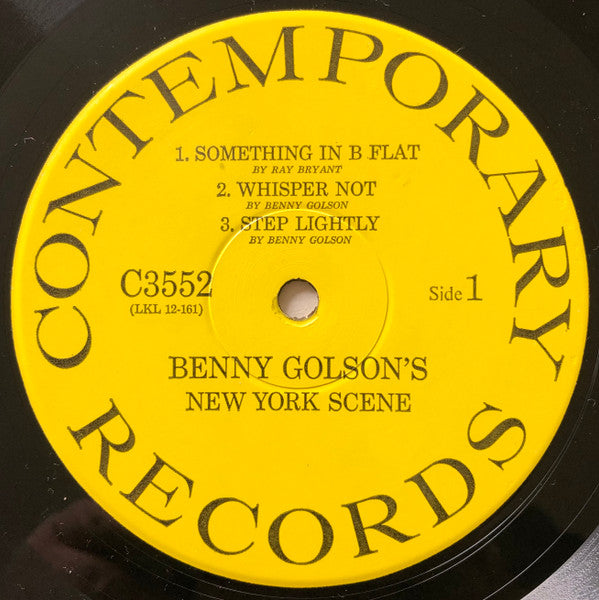 CONTEMPORARY
1. SOMETHING IN B FLAT
BY RAY BRYANT
2. WHISPER NOT
BY BENNY GOLSON
3. STEP LIGHTLY
BY BENNY GOLSON
C3552
(LKL 12-161)
Side 1
BENNY GOLSON'S
NEW YORK SCENE
RECORDS